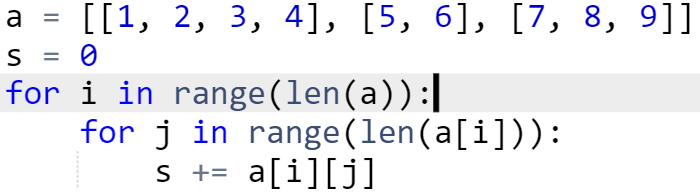 a = [[1, 2, 3, 4], [5, 6], [7, 8, 9]]
s = 0
for i in range(len(a)):
    for j in range(len(a[i])):
        s += a[i][j]